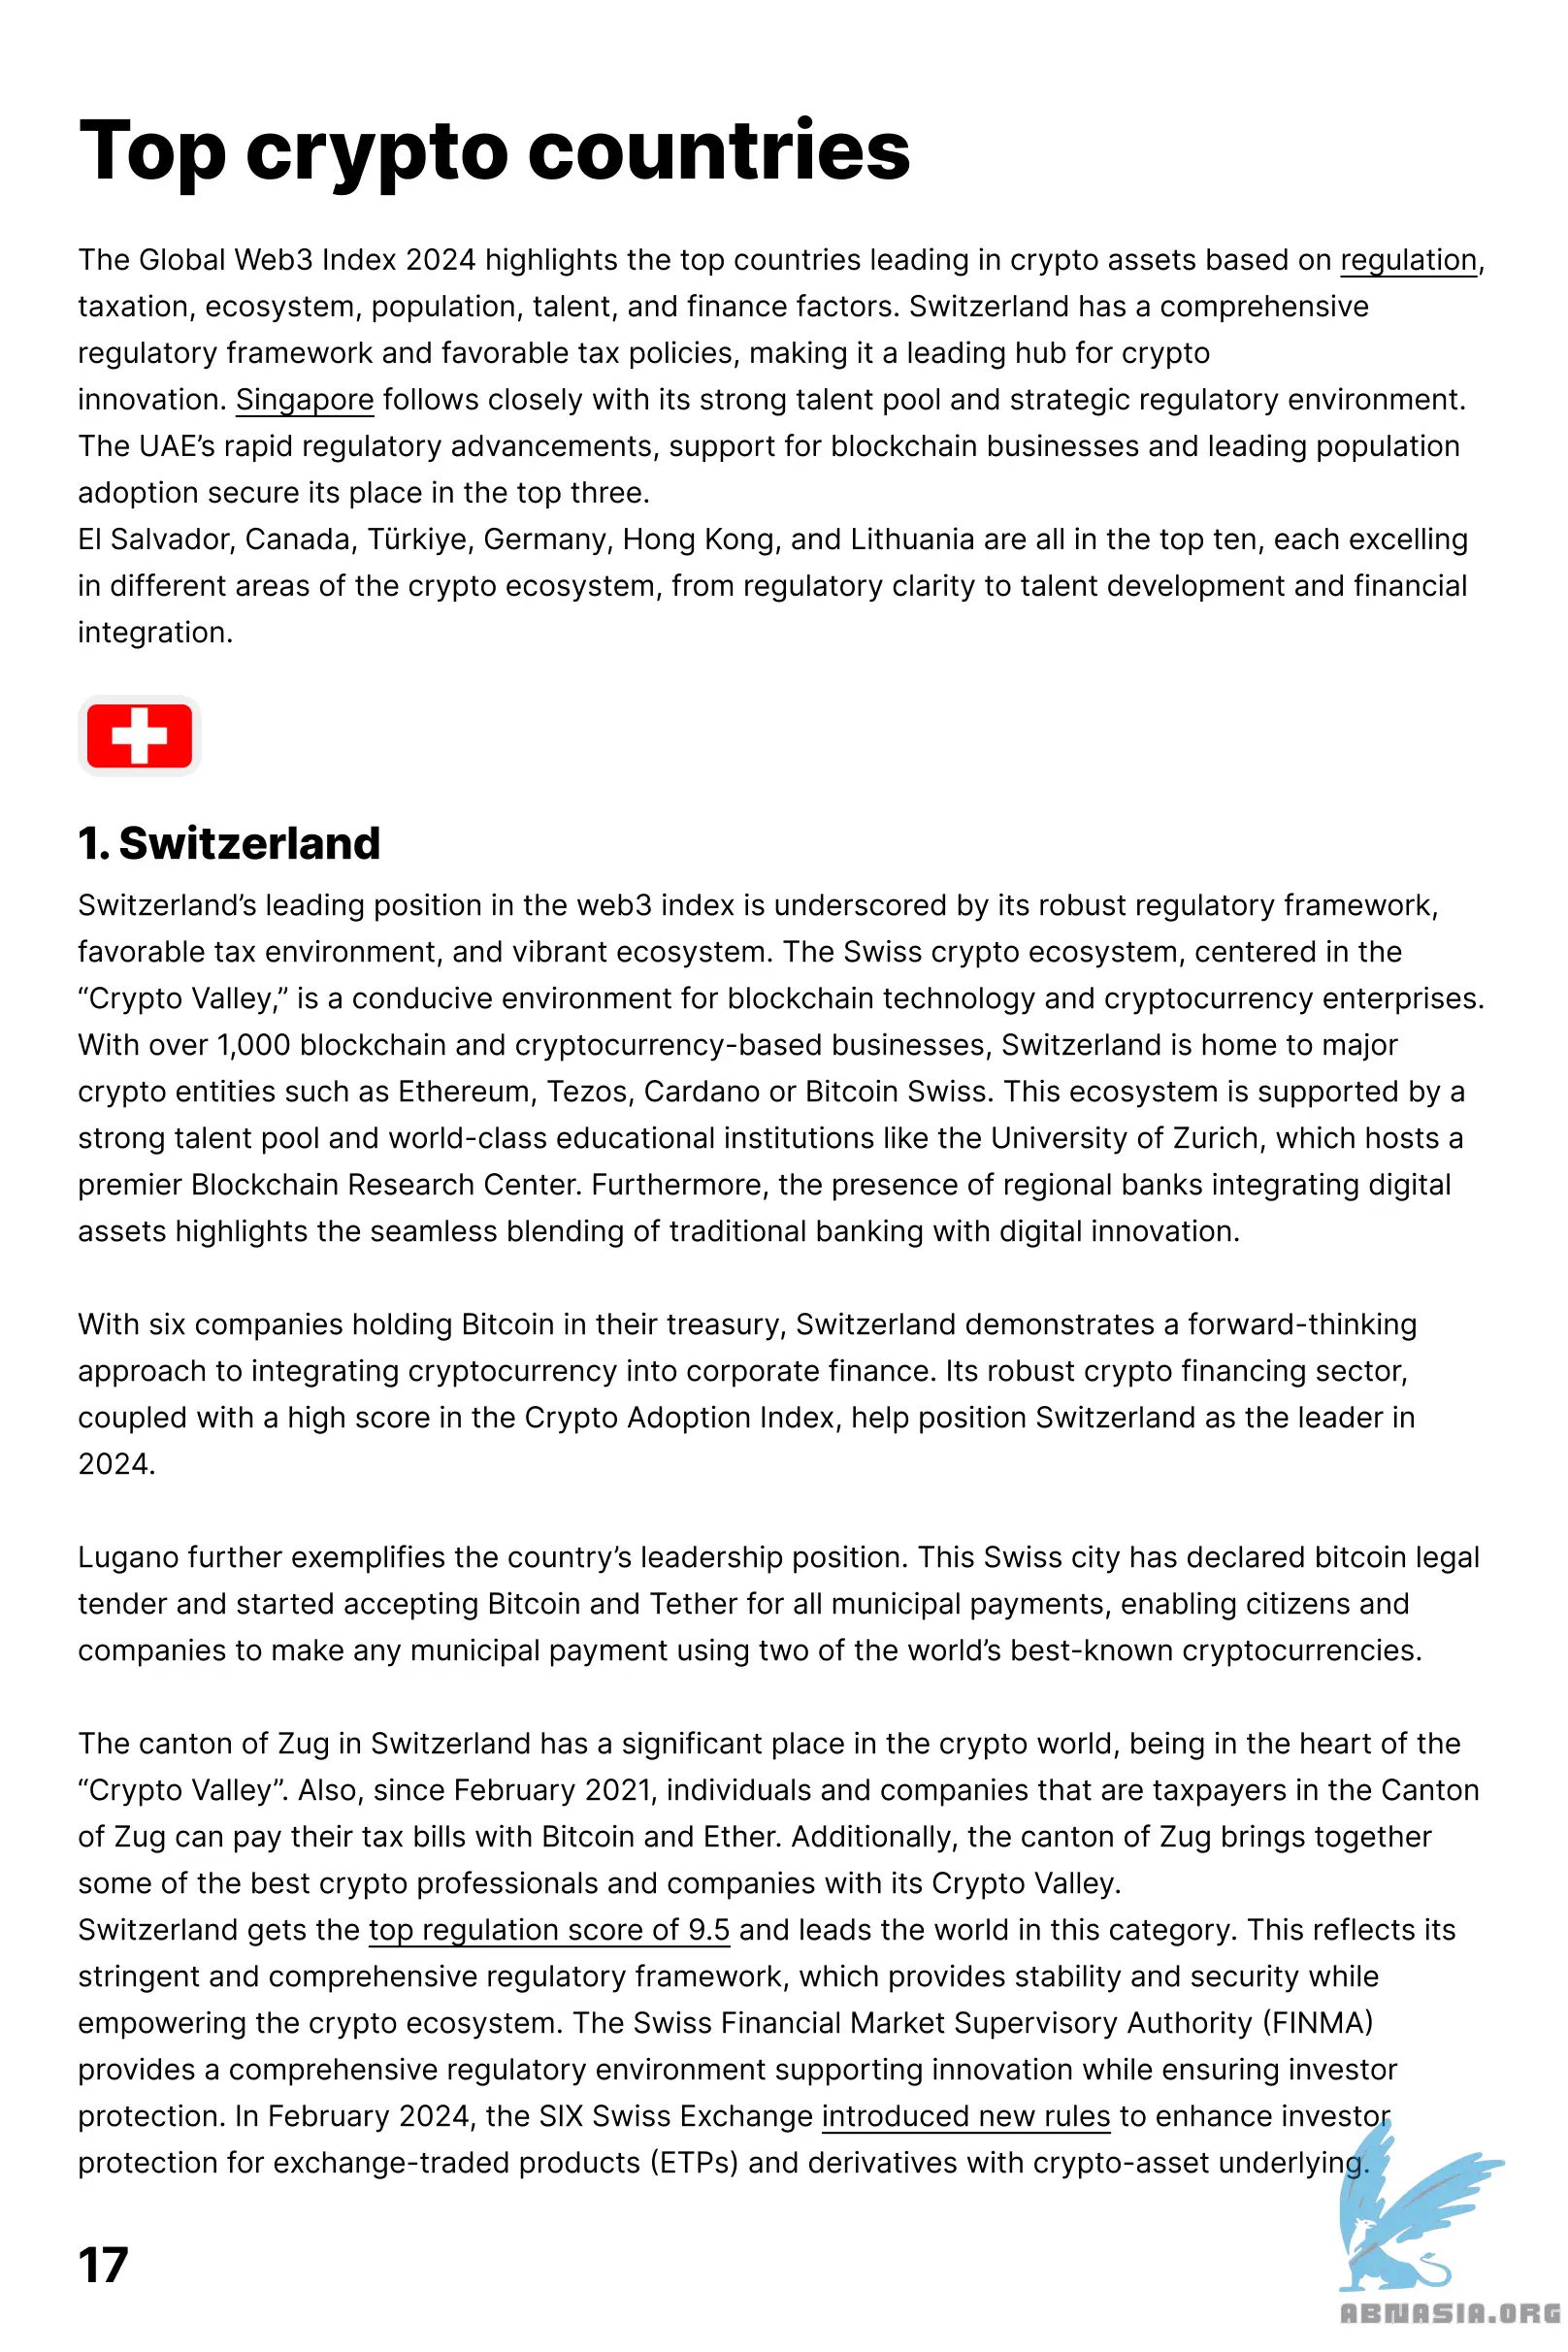 Top crypto countries
The Global Web3 Index 2024 highlights the top countries leading in crypto assets based on regulation,
taxation, ecosystem, population, talent, and finance factors. Switzerland has a comprehensive
regulatory framework and favorable tax policies, making it a leading hub for crypto
innovation. Singapore follows closely with its strong talent pool and strategic regulatory environment.
The UAE’s rapid regulatory advancements, support for blockchain businesses and leading population
adoption secure its place in the top three.
El Salvador, Canada, Türkiye, Germany, Hong Kong, and Lithuania are all in the top ten, each excelling
in different areas of the crypto ecosystem, from regulatory clarity to talent development and financial
integration.
1. Switzerland
Switzerland’s leading position in the web3 index is underscored by its robust regulatory framework,
favorable tax environment, and vibrant ecosystem. The Swiss crypto ecosystem, centered in the
“Crypto Valley,” is a conducive environment for blockchain technology and cryptocurrency enterprises.
With over 1,000 blockchain and cryptocurrency-based businesses, Switzerland is home to major
crypto entities such as Ethereum, Tezos, Cardano or Bitcoin Swiss. This ecosystem is supported by a
strong talent pool and world-class educational institutions like the University of Zurich, which hosts a
premier Blockchain Research Center. Furthermore, the presence of regional banks integrating digital
assets highlights the seamless blending of traditional banking with digital innovation.
With six companies holding Bitcoin in their treasury, Switzerland demonstrates a forward-thinking
approach to integrating cryptocurrency into corporate finance. Its robust crypto financing sector,
coupled with a high score in the Crypto Adoption Index, help position Switzerland as the leader in
2024.
Lugano further exemplifies the country’s leadership position. This Swiss city has declared bitcoin legal
tender and started accepting Bitcoin and Tether for all municipal payments, enabling citizens and
companies to make any municipal payment using two of the world’s best-known cryptocurrencies.
The canton of Zug in Switzerland has a significant place in the crypto world, being in the heart of the
“Crypto Valley”. Also, since February 2021, individuals and companies that are taxpayers in the Canton
of Zug can pay their tax bills with Bitcoin and Ether. Additionally, the canton of Zug brings together
some of the best crypto professionals and companies with its Crypto Valley.
Switzerland gets the top regulation score of 9.5 and leads the world in this category. This reflects its
stringent and comprehensive regulatory framework, which provides stability and security while
empowering the crypto ecosystem. The Swiss Financial Market Supervisory Authority (FINMA)
provides a comprehensive regulatory environment supporting innovation while ensuring investor
protection. In February 2024, the SIX Swiss Exchange introduced new rules to enhance investor
protection for exchange-traded products (ETPs) and derivatives with crypto-asset underlying.
17
ABNASIA.ORG